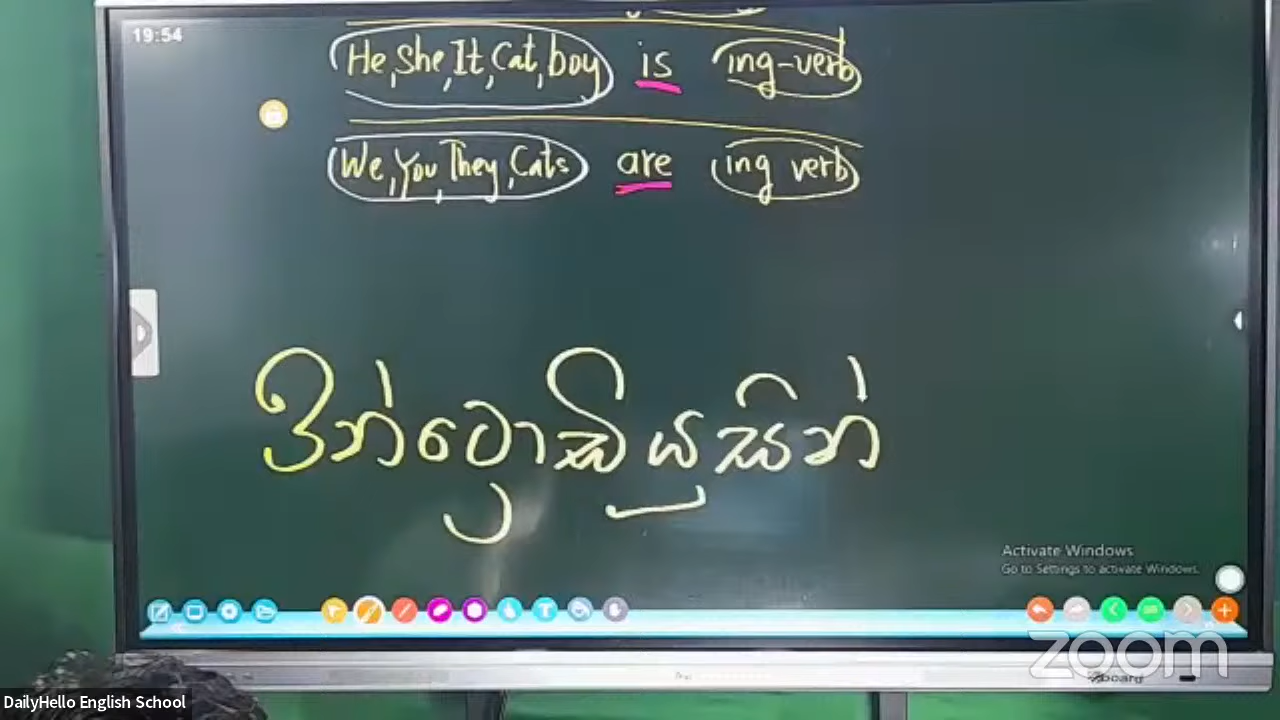 19:54
He, She, It, Cat, boy is ing-verb
We, You, They, Cats are ing verb
ඉන්ට්‍රොඩියුසින්
Activate Windows
Go to Settings to activate Windows.
zoom
DailyHello English School